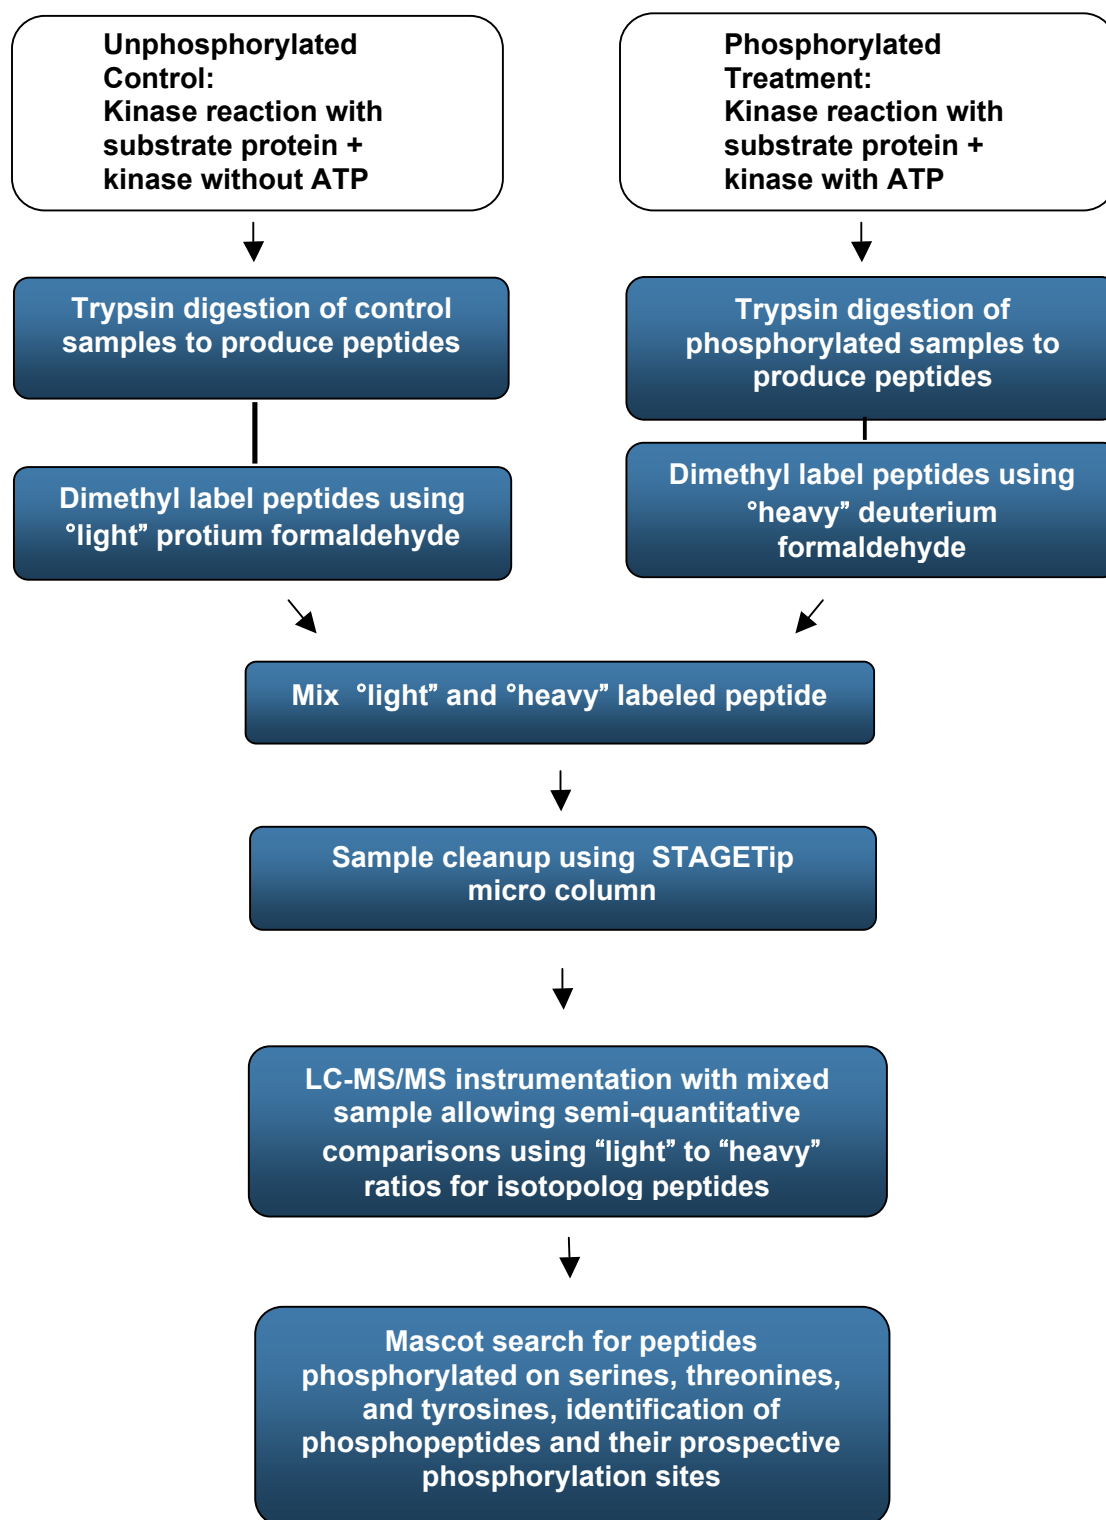 Unphosphorylated
Control:
Kinase reaction with
substrate protein +
kinase without ATP
Phosphorylated
Treatment:
Kinase reaction with
substrate protein +
kinase with ATP
Trypsin digestion of control
samples to produce peptides
Trypsin digestion of
phosphorylated samples to
produce peptides
Dimethyl label peptides using
°light” protium formaldehyde
Dimethyl label peptides using
°heavy” deuterium
formaldehyde
Mix °light” and °heavy” labeled peptide
Sample cleanup using STAGETip
micro column
LC-MS/MS instrumentation with mixed
sample allowing semi-quantitative
comparisons using “light” to “heavy”
ratios for isotopolog peptides
Mascot search for peptides
phosphorylated on serines, threonines,
and tyrosines, identification of
phosphopeptides and their prospective
phosphorylation sites